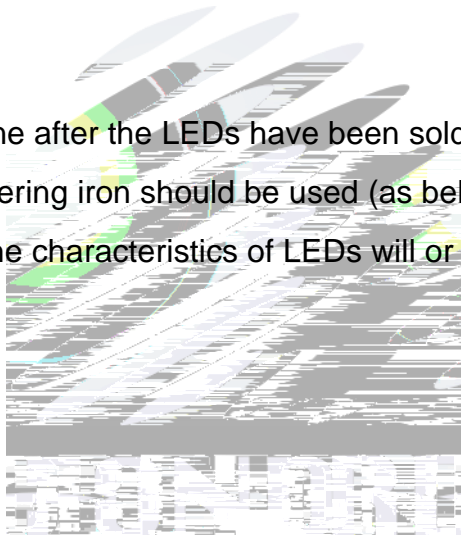 ne after the LEDs have been sold
ering iron should be used (as bel
ne characteristics of LEDs will or